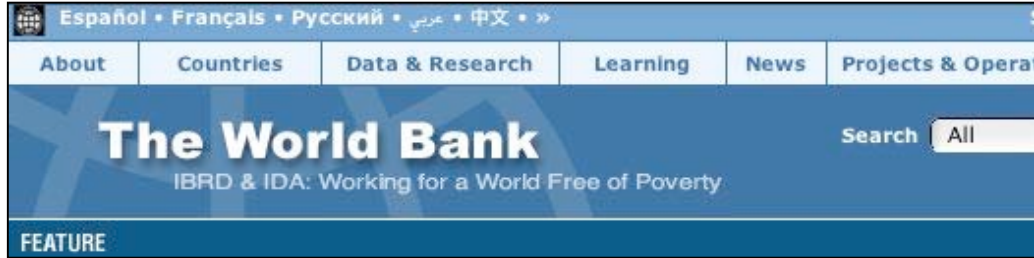 Español • Français • Русский • عربي • 中文 • »
About Countries Data & Research Learning News Projects &
The World Bank
Search All
IBRD & IDA: Working for a World Free of Poverty
FEATURE